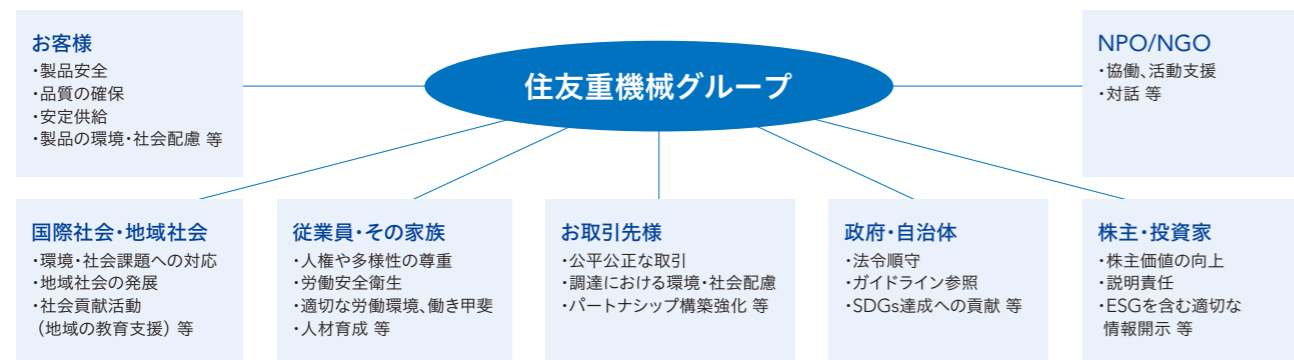 住友重機械グループ
お客様
・製品安全
・品質の確保
・安定供給
・製品の環境・社会配慮 等
NPO/NGO
・協働、活動支援
・対話 等
国際社会・地域社会
・環境・社会課題への対応
・地域社会の発展
・社会貢献活動
（地域の教育支援）等
従業員・その家族
・人権や多様性の尊重
・労働安全衛生
・適切な労働環境、働き甲斐
・人材育成 等
お取引先様
・公平公正な取引
・調達における環境・社会配慮
・パートナシップ構築強化 等
政府・自治体
・法令順守
・ガイドライン参照
・SDGs達成への貢献 等
株主・投資家
・株主価値の向上
・説明責任
・ESGを含む適切な
情報開示 等